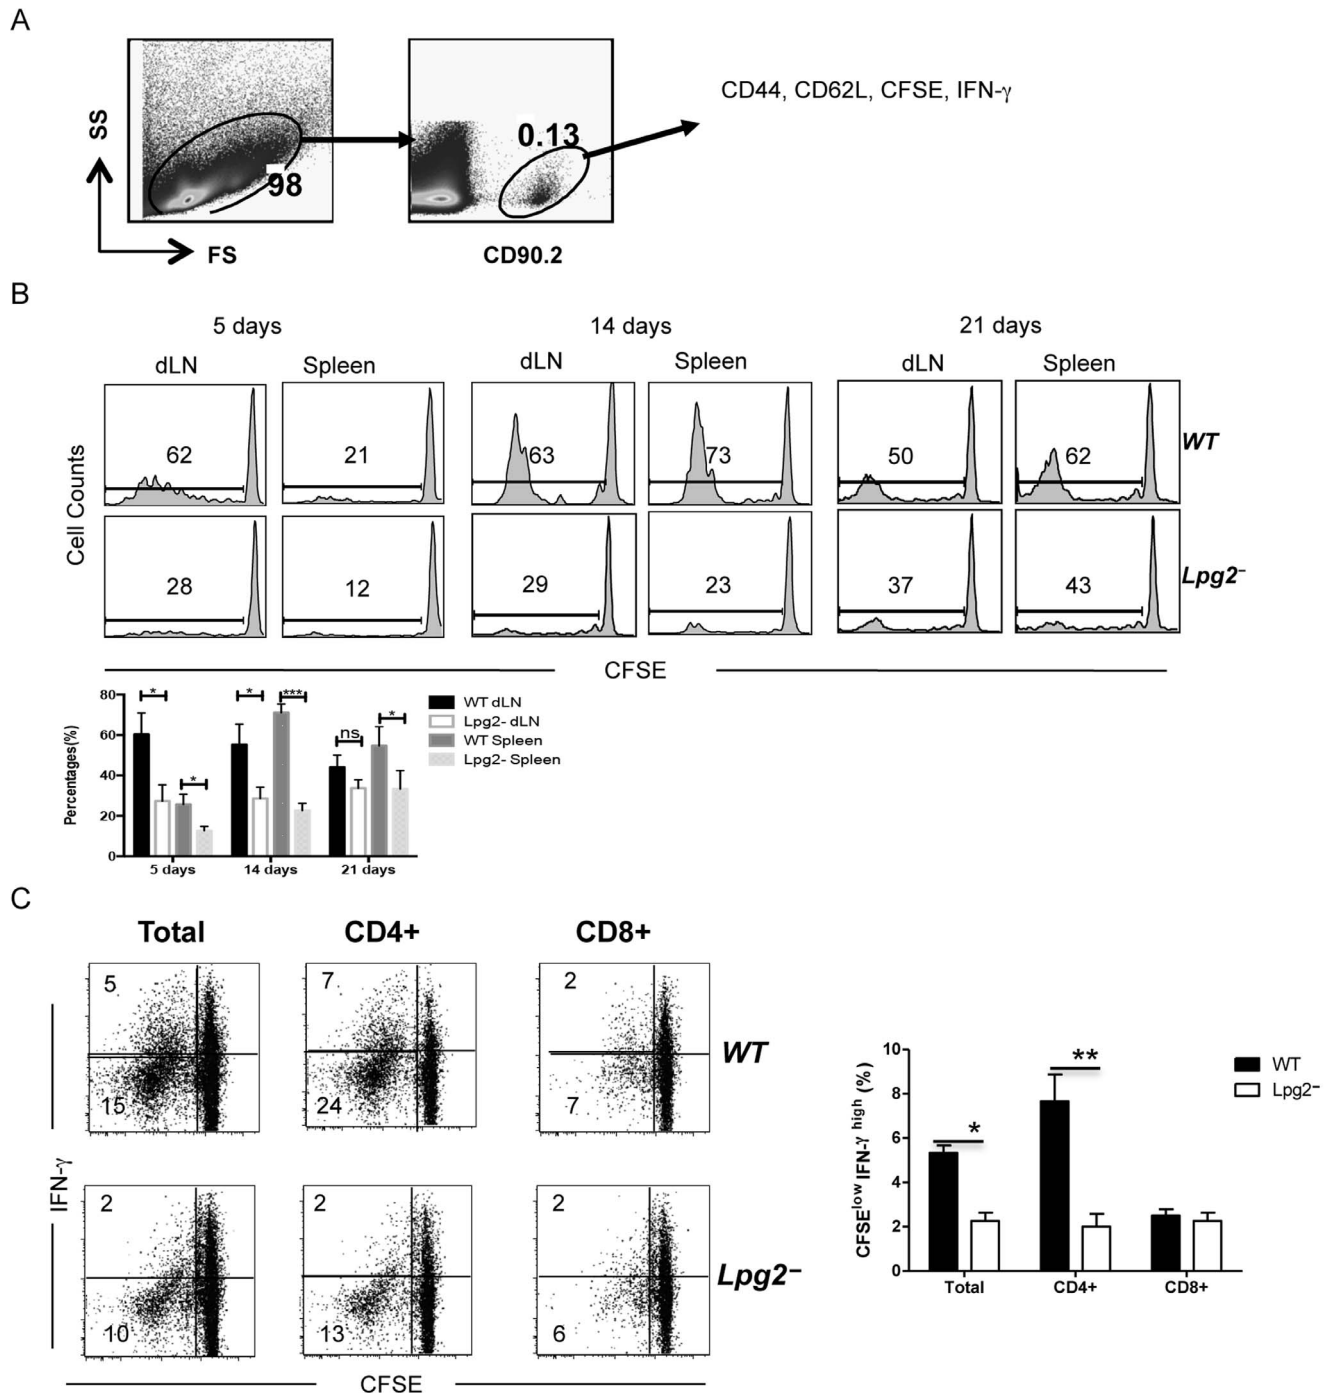 A
SS
98
FS
0.13
CD90.2
CD44, CD62L, CFSE, IFN-γ
B
5 days 14 days 21 days
dLN Spleen dLN Spleen dLN Spleen
Cell Counts
62 21 63 73 50 62 WT
28 12 29 23 37 43 Lpg2⁻
CFSE
Percentages(%)
80
60
40
20
0
* * * *** ns *
5 days 14 days 21 days
WT dLN
Lpg2- dLN
WT Spleen
Lpg2- Spleen
C
Total CD4+ CD8+
5 7 2
WT
15 24 7
IFN-γ
2 2 2
Lpg2⁻
10 13 6
CFSE
CFSElow IFN-γ high (%)
10
8
6
4
2
0
* **
Total CD4+ CD8+
WT
Lpg2⁻